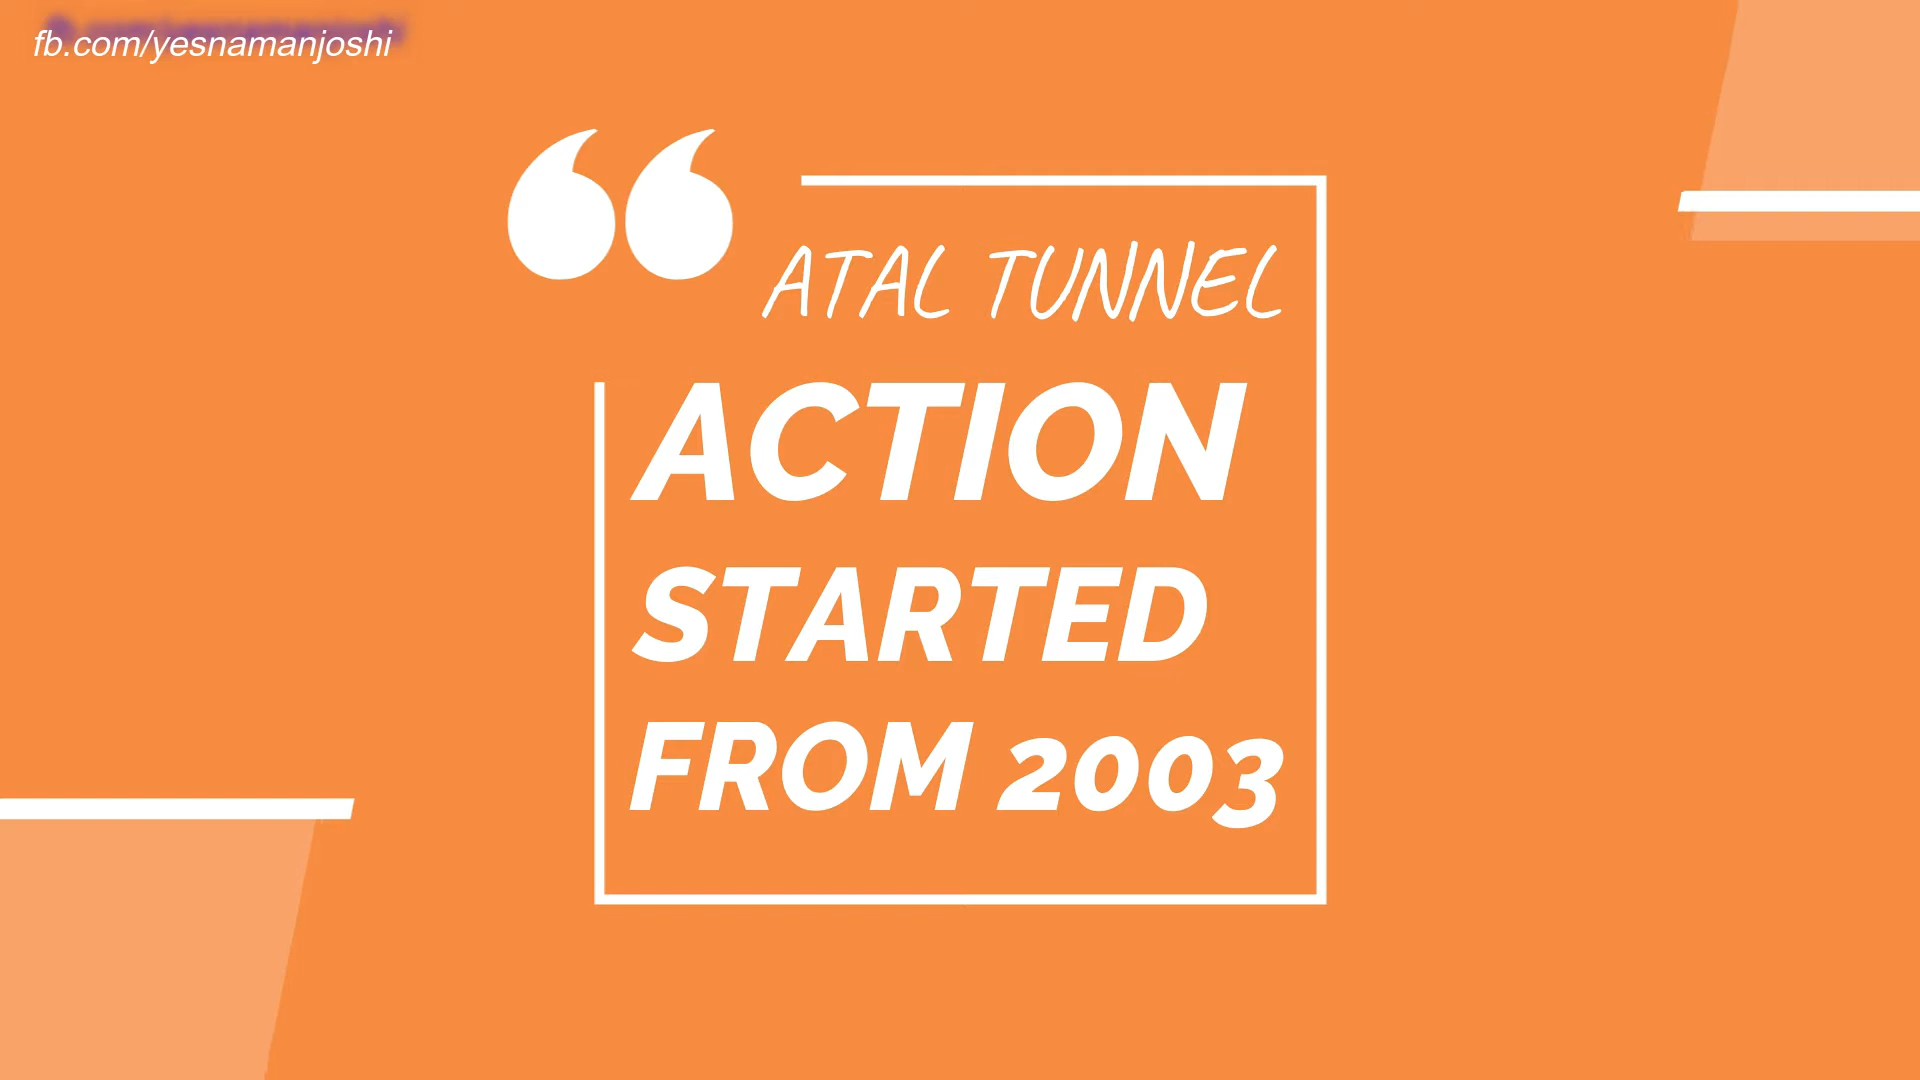 fb.com/yesnamanjoshi
ATAL TUNNEL
ACTION
STARTED
FROM 2003